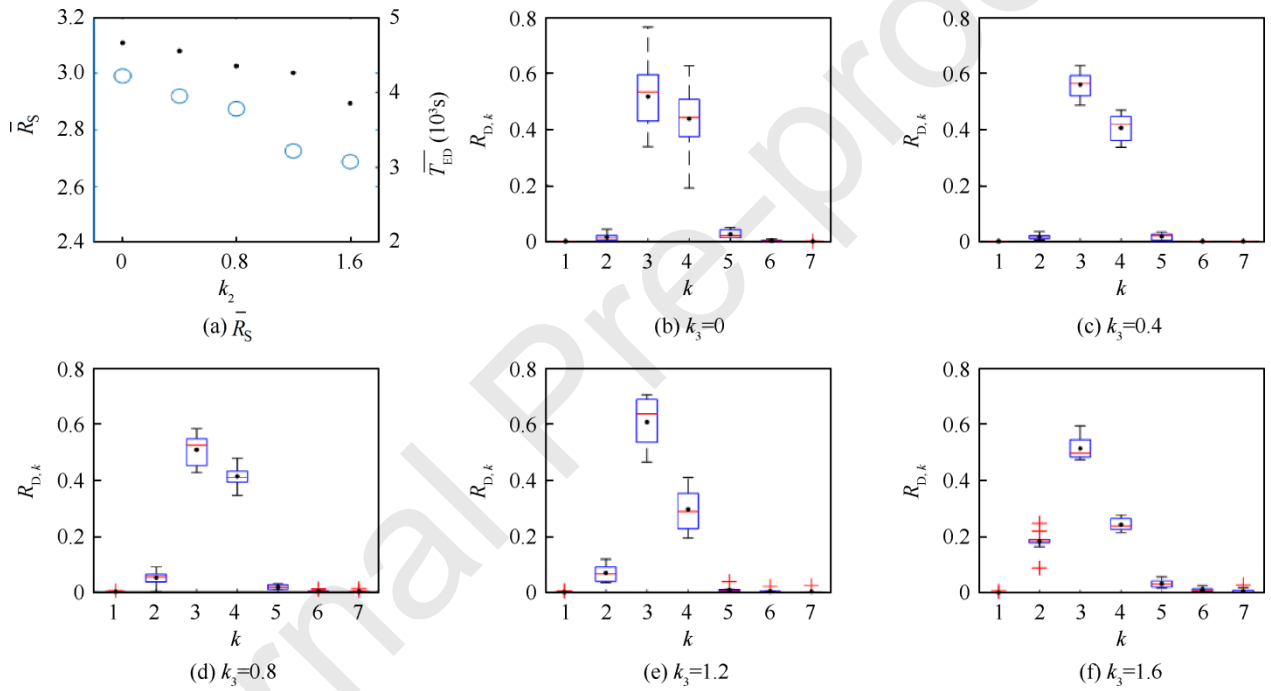 3.2
3.0
2.8
2.6
2.4
R̅S
5
4
3
2
T̅ED (10³s)
0 0.8 1.6
k2
(a) R̅S
0.8
0.6
0.4
0.2
0
RD, k
1 2 3 4 5 6 7
k
(b) k3=0
0.8
0.6
0.4
0.2
0
RD, k
1 2 3 4 5 6 7
k
(c) k3=0.4
0.8
0.6
0.4
0.2
0
RD, k
1 2 3 4 5 6 7
k
(d) k3=0.8
0.8
0.6
0.4
0.2
0
RD, k
1 2 3 4 5 6 7
k
(e) k3=1.2
0.8
0.6
0.4
0.2
0
RD, k
1 2 3 4 5 6 7
k
(f) k3=1.6
rnal Pre-proo